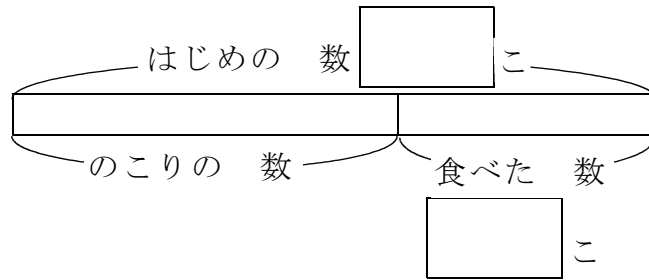 はじめの 数 こ
のこりの 数 食べた 数
こ